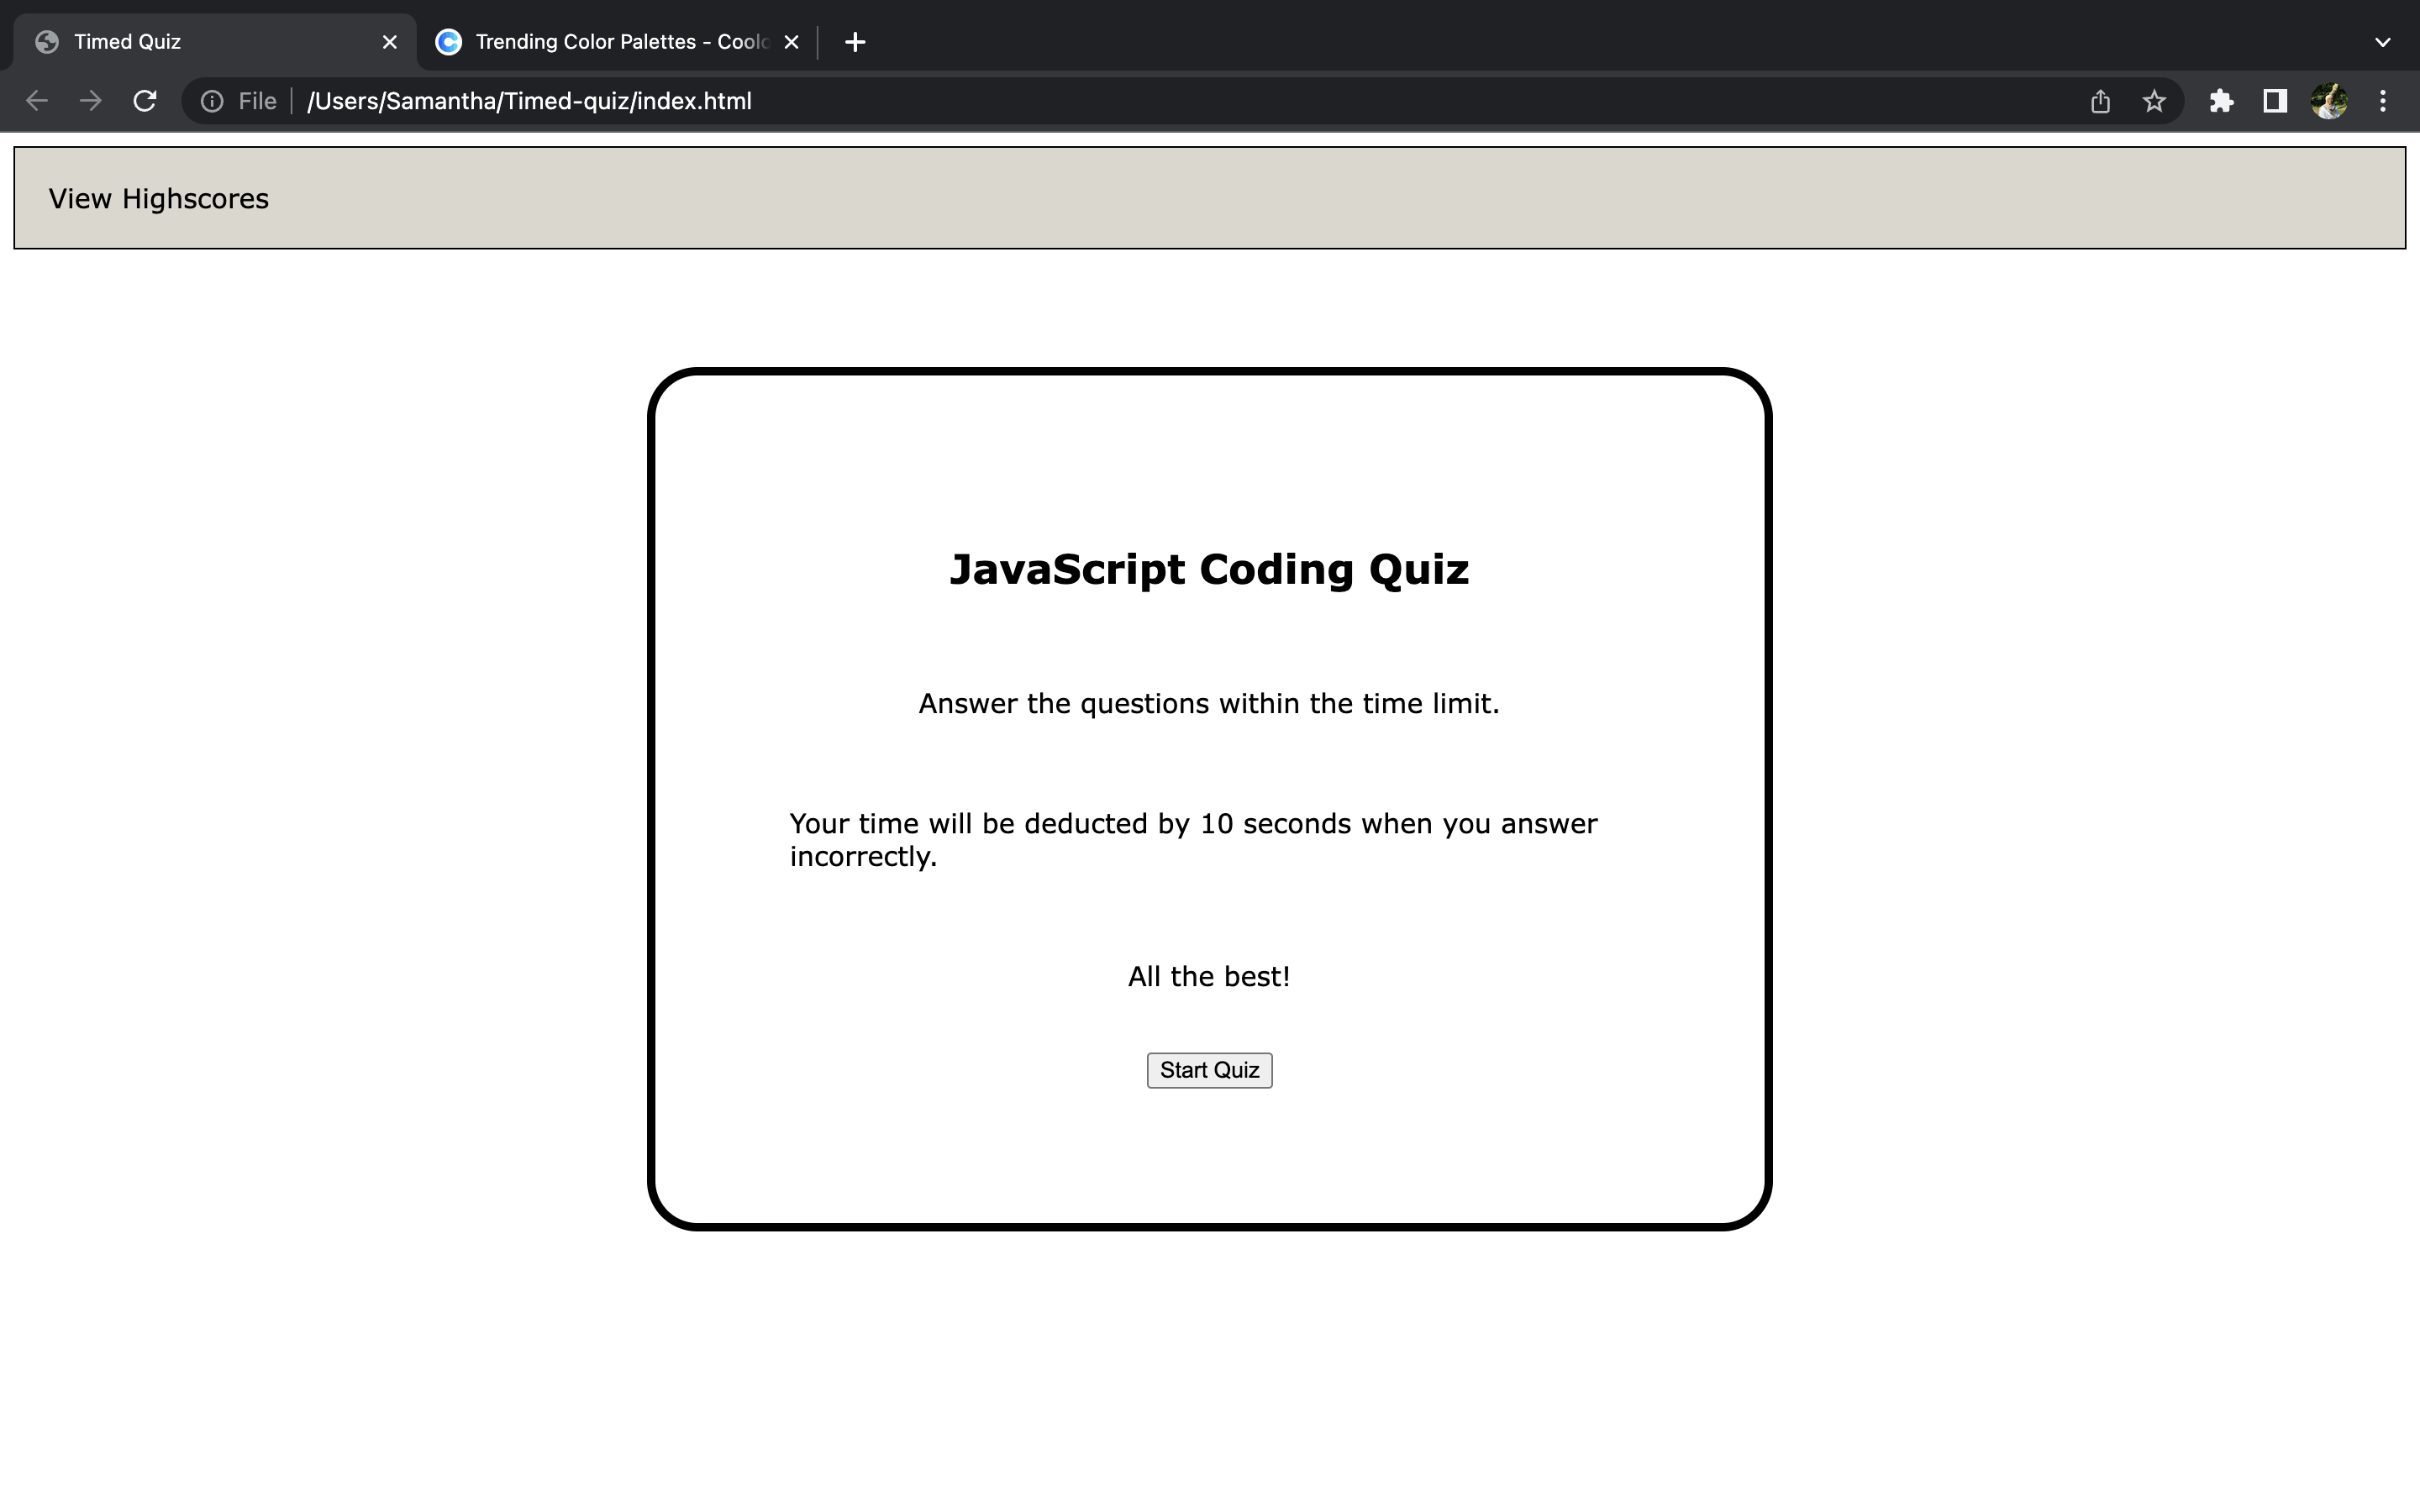 Timed Quiz
Trending Color Palettes - Coolo
File
/Users/Samantha/Timed-quiz/index.html
View Highscores
JavaScript Coding Quiz
Answer the questions within the time limit.
Your time will be deducted by 10 seconds when you answer
incorrectly.
All the best!
Start Quiz